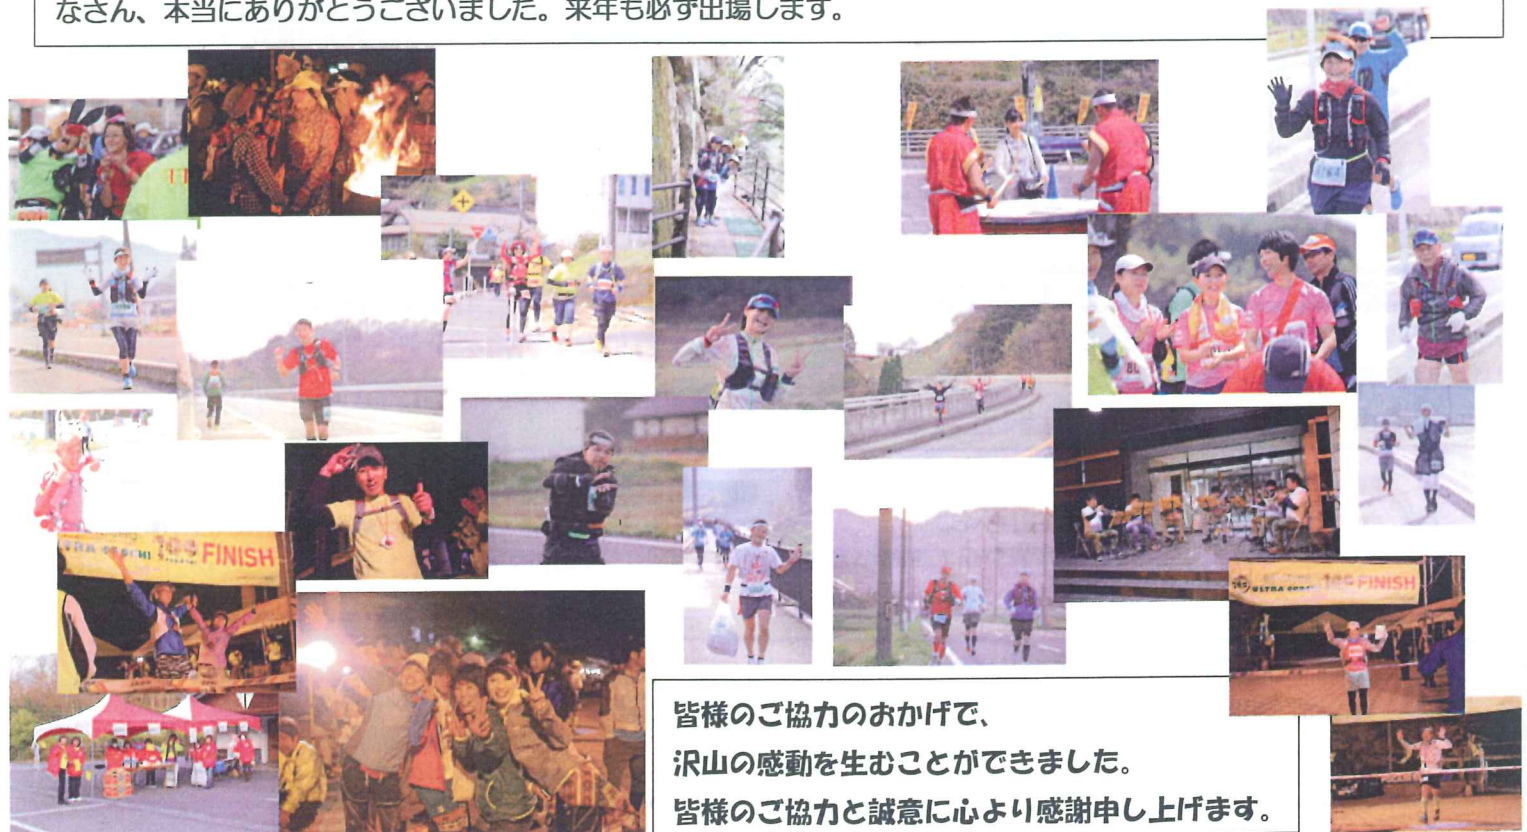 なさん、本当にありがとうございました。来年も必ず出場します。
FINISH
ULTRA
FINISH
皆様のご協力のおかげで、
沢山の感動を生むことができました。
皆様のご協力と誠意に心より感謝申し上げます。